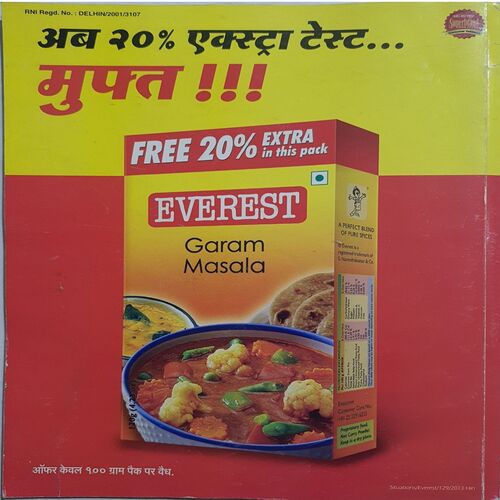 RNI Regd. No. : DELHIN/2001/3107
अब २०% एक्स्ट्रा टेस्ट...
मुफ्त !!!
FREE 20% EXTRA
in this pack
EVEREST
Garam
Masala
A PERFECT BLEND
OF PURE SPICES
ऑफर केवल १०० ग्राम पैक पर वैध.